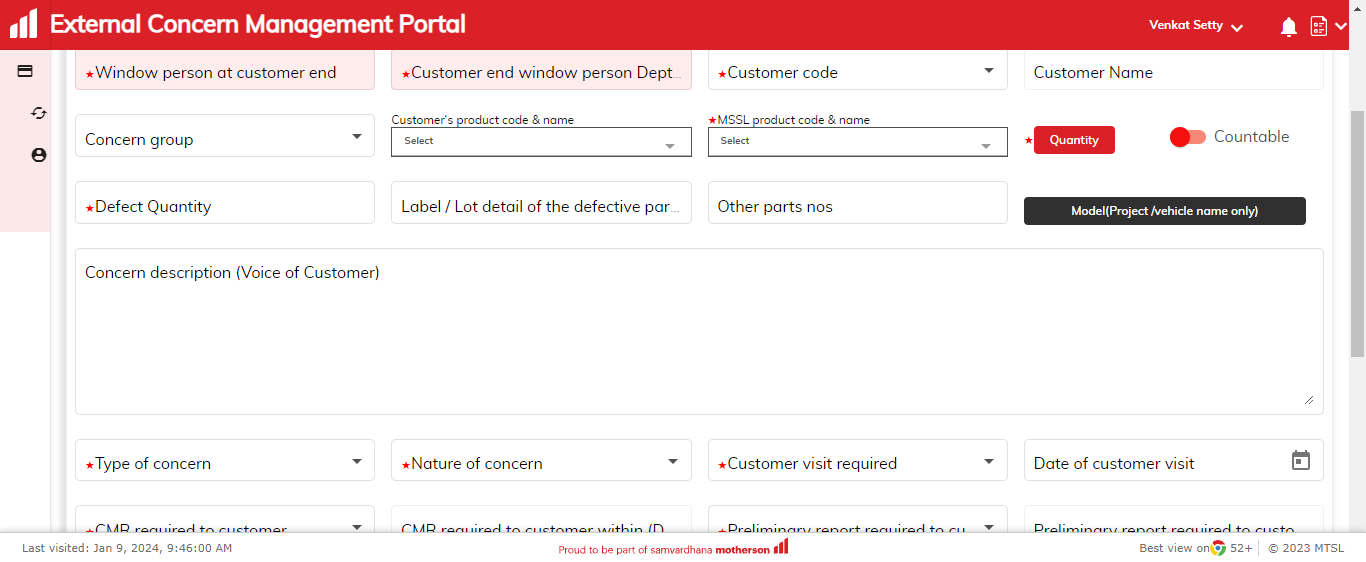 External Concern Management Portal
Venkat Setty
★Window person at customer end
★Customer end window person Dept...
★Customer code
Customer Name
Concern group
Customer's product code & name
Select
★MSSL product code & name
Select
★
Quantity
Countable
★Defect Quantity
Label / Lot detail of the defective par...
Other parts nos
Model(Project /vehicle name only)
Concern description (Voice of Customer)
★Type of concern
★Nature of concern
★Customer visit required
Date of customer visit
★CMR required to customer
CMR required to customer within (D...
★Preliminary report required to cu...
Preliminary report required to custo...
Last visited: Jan 9, 2024, 9:46:00 AM
Proud to be part of samvardhana motherson
Best view on 52+
© 2023 MTSL